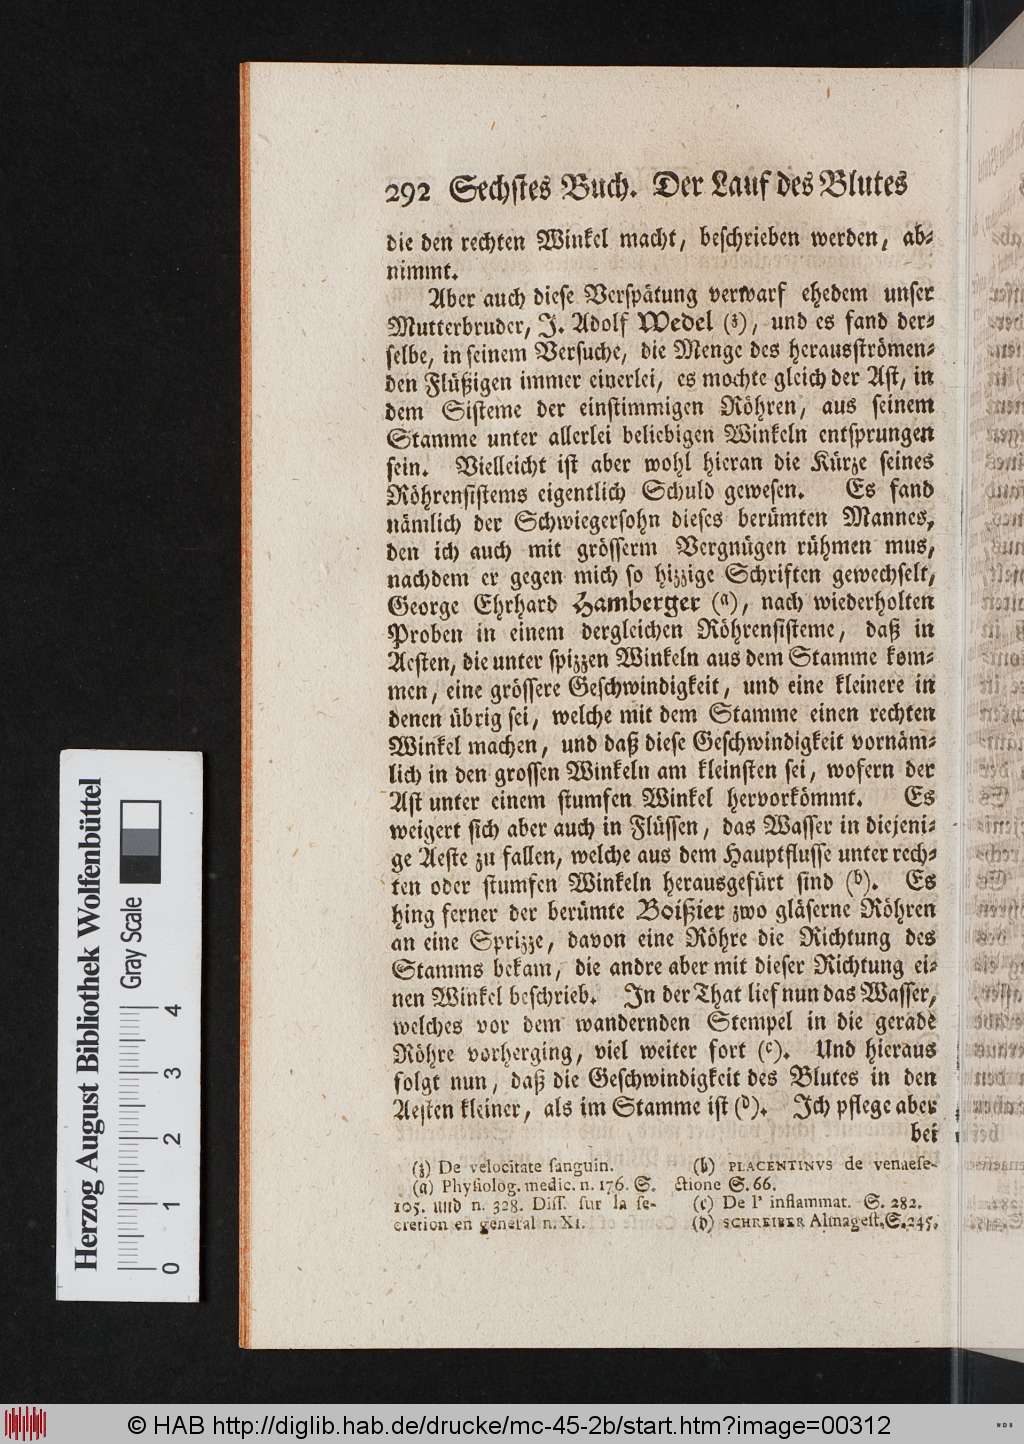 292 Sechstes Buch. Der Lauf des Blutes
die den rechten Winkel macht, beschrieben werden, ab-
nimmt.
Aber auch diese Verspätung verwarf ehedem unser
Mutterbruder, J. Adolf Wedel (z), und es fand der-
selbe, in seinem Versuche, die Menge des herausströmen-
den Flüßigen immer einerlei, es mochte gleich der Ast, in
dem Sisteme der einstimmigen Röhren, aus seinem
Stamme unter allerlei beliebigen Winkeln entsprungen
sein. Vielleicht ist aber wohl hieran die Kürze seines
Röhrensistems eigentlich Schuld gewesen. Es fand
nämlich der Schwiegersohn dieses berümten Mannes,
den ich auch mit grösserm Vergnügen rühmen mus,
nachdem er gegen mich so hizzige Schriften gewechselt,
George Ehrhard Hamberger (a), nach wiederholten
Proben in einem dergleichen Röhrensisteme, daß in
Aesten, die unter spizzen Winkeln aus dem Stamme kom-
men, eine grössere Geschwindigkeit, und eine kleinere in
denen übrig sei, welche mit dem Stamme einen rechten
Winkel machen, und daß diese Geschwindigkeit vornäm-
lich in den grossen Winkeln am kleinsten sei, wofern der
Ast unter einem stumfen Winkel hervorkömmt. Es
weigert sich aber auch in Flüssen, das Wasser in diejeni-
ge Aeste zu fallen, welche aus dem Hauptflusse unter rech-
ten oder stumfen Winkeln herausgefürt sind (b). Es
hing ferner der berümte Boißier zwo gläserne Röhren
an eine Sprizze, davon eine Röhre die Richtung des
Stamms bekam, die andre aber mit dieser Richtung ei-
nen Winkel beschrieb. In der That lief nun das Wasser,
welches vor dem wandernden Stempel in die gerade
Röhre vorherging, viel weiter fort (c). Und hieraus
folgt nun, daß die Geschwindigkeit des Blutes in den
Aesten kleiner, als im Stamme ist (d). Ich pflege aber
bei
(z) De velocitate sanguin.
(a) Physiolog. medic. n. 176. S.
105. und n. 328. Diss. sur la se-
cretion en general n. XI.
(b) PLACENTINVS de venaese-
ctione S. 66.
(c) De l' inflammat. S. 282.
(d) SCHREIBER Almagest. S. 245.
Herzog August Bibliothek Wolfenbüttel
Gray Scale
0 1 2 3 4
© HAB http://diglib.hab.de/drucke/mc-45-2b/start.htm?image=00312